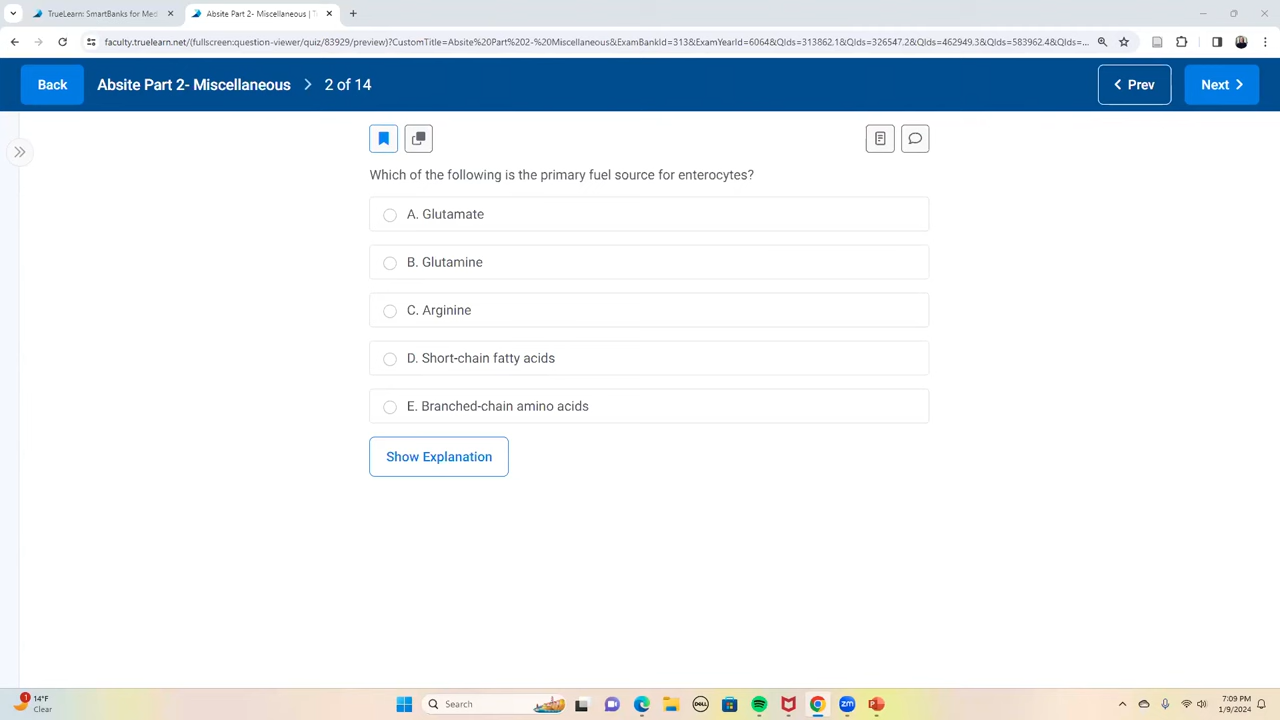 TrueLearn: SmartBanks for Med
Absite Part 2- Miscellaneous | T
faculty.truelearn.net/(fullscreen:question-viewer/quiz/83929/preview)?CustomTitle=Absite%20Part%202-%20Miscellaneous&ExamBankId=313&ExamYearId=6064&QIds=313862.1&QIds=326547.2&QIds=462949.3&QIds=583962.4&QIds=...
Back
Absite Part 2- Miscellaneous
2 of 14
Prev
Next
Which of the following is the primary fuel source for enterocytes?
A. Glutamate
B. Glutamine
C. Arginine
D. Short-chain fatty acids
E. Branched-chain amino acids
Show Explanation
1
14°F
Clear
Search
DELL
zm
P
7:09 PM
1/9/2024